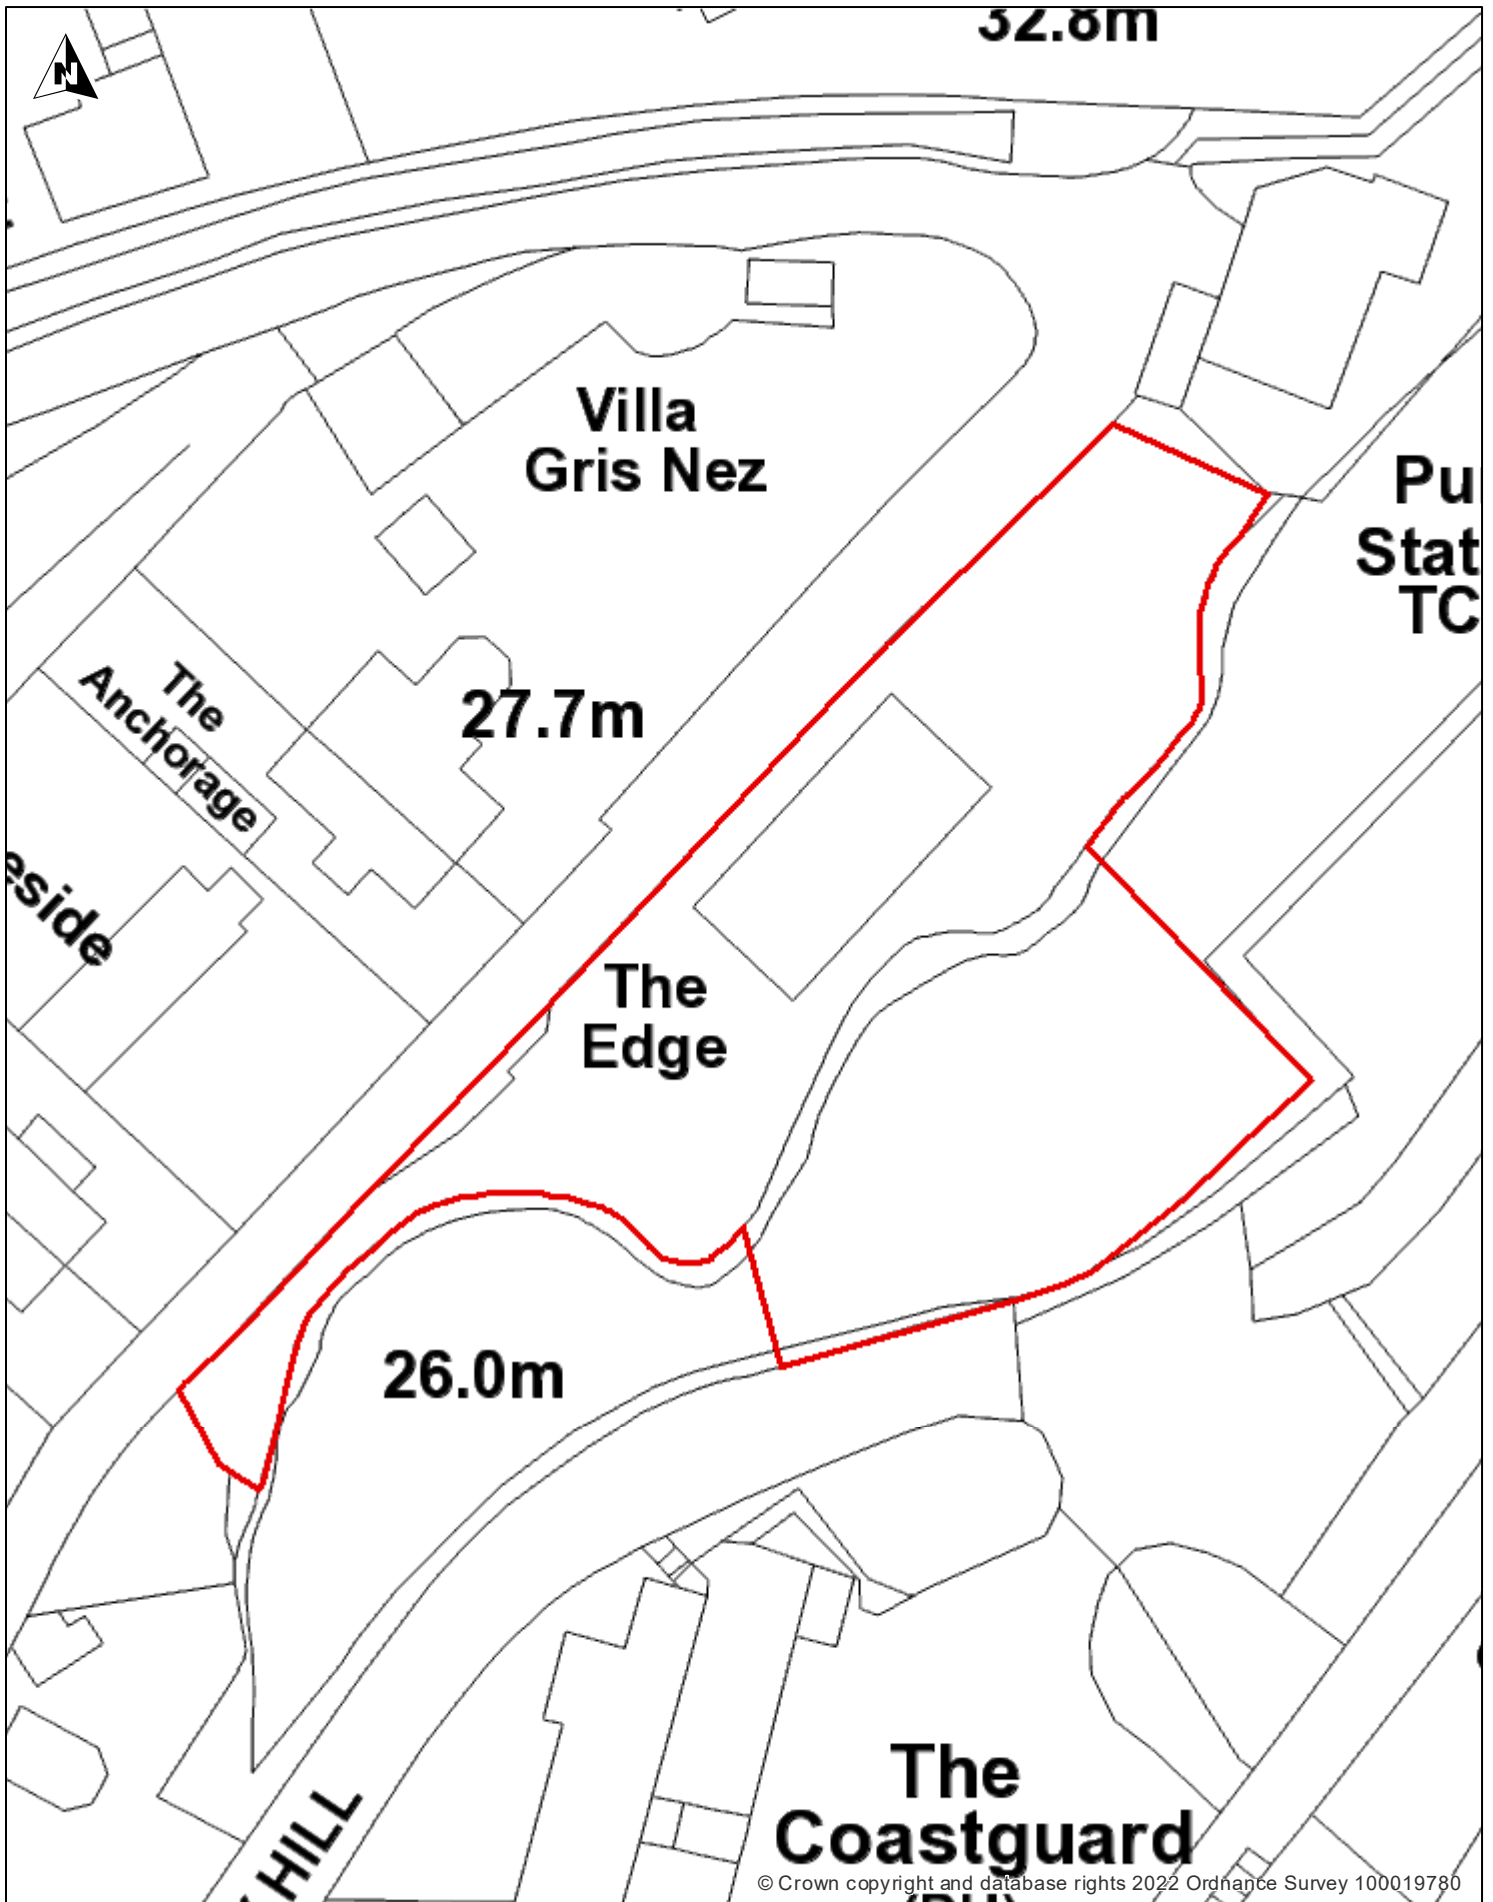 32.8m
N
Villa
Gris Nez
Pu
Stat
TC
The
Anchorage
27.7m
eside
The
Edge
26.0m
HILL
The
Coastguard
(PH)
© Crown copyright and database rights 2022 Ordnance Survey 100019780